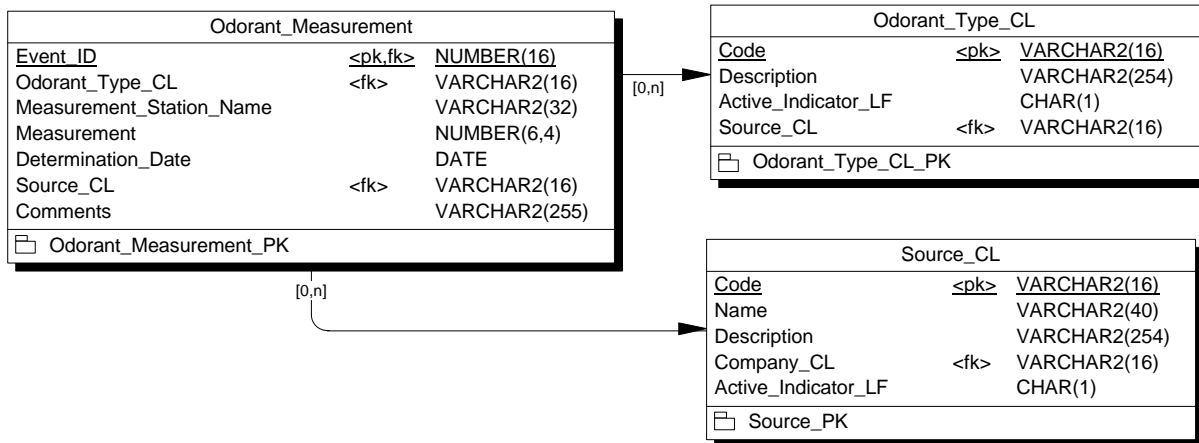 Odorant_Measurement
Event_ID <pk,fk> NUMBER(16)
Odorant_Type_CL <fk> VARCHAR2(16)
Measurement_Station_Name VARCHAR2(32)
Measurement NUMBER(6,4)
Determination_Date DATE
Source_CL <fk> VARCHAR2(16)
Comments VARCHAR2(255)
Odorant_Measurement_PK
[0,n]
[0,n]
Odorant_Type_CL
Code <pk> VARCHAR2(16)
Description VARCHAR2(254)
Active_Indicator_LF CHAR(1)
Source_CL <fk> VARCHAR2(16)
Odorant_Type_CL_PK
Source_CL
Code <pk> VARCHAR2(16)
Name VARCHAR2(40)
Description VARCHAR2(254)
Company_CL <fk> VARCHAR2(16)
Active_Indicator_LF CHAR(1)
Source_PK